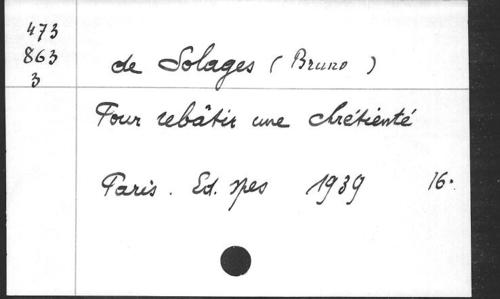 473
863
3
de Solages (Bruno)
Pour rebâtir une chrétienté
Paris. Ed. Spes 1939 16.